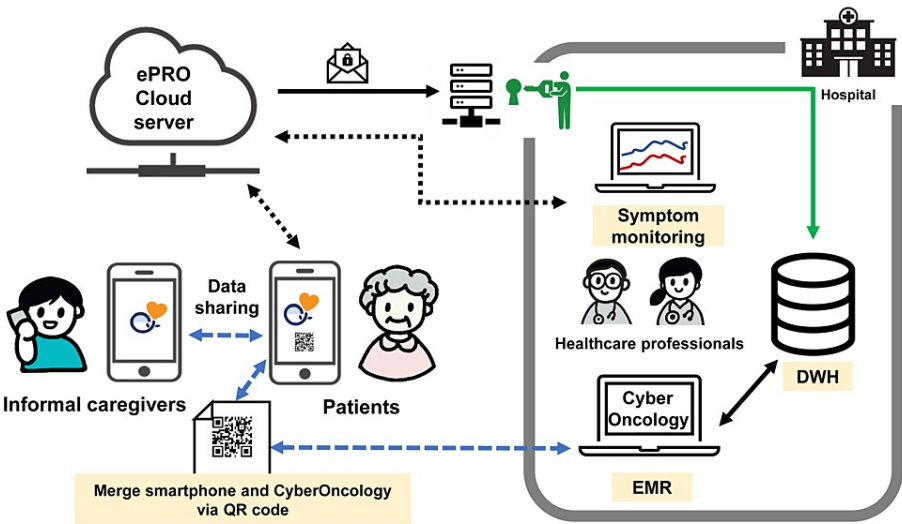 ePRO
Cloud
server
Hospital
Symptom
monitoring
Data
sharing
Healthcare professionals
Informal caregivers
Patients
DWH
Cyber
Oncology
EMR
Merge smartphone and CyberOncology
via QR code